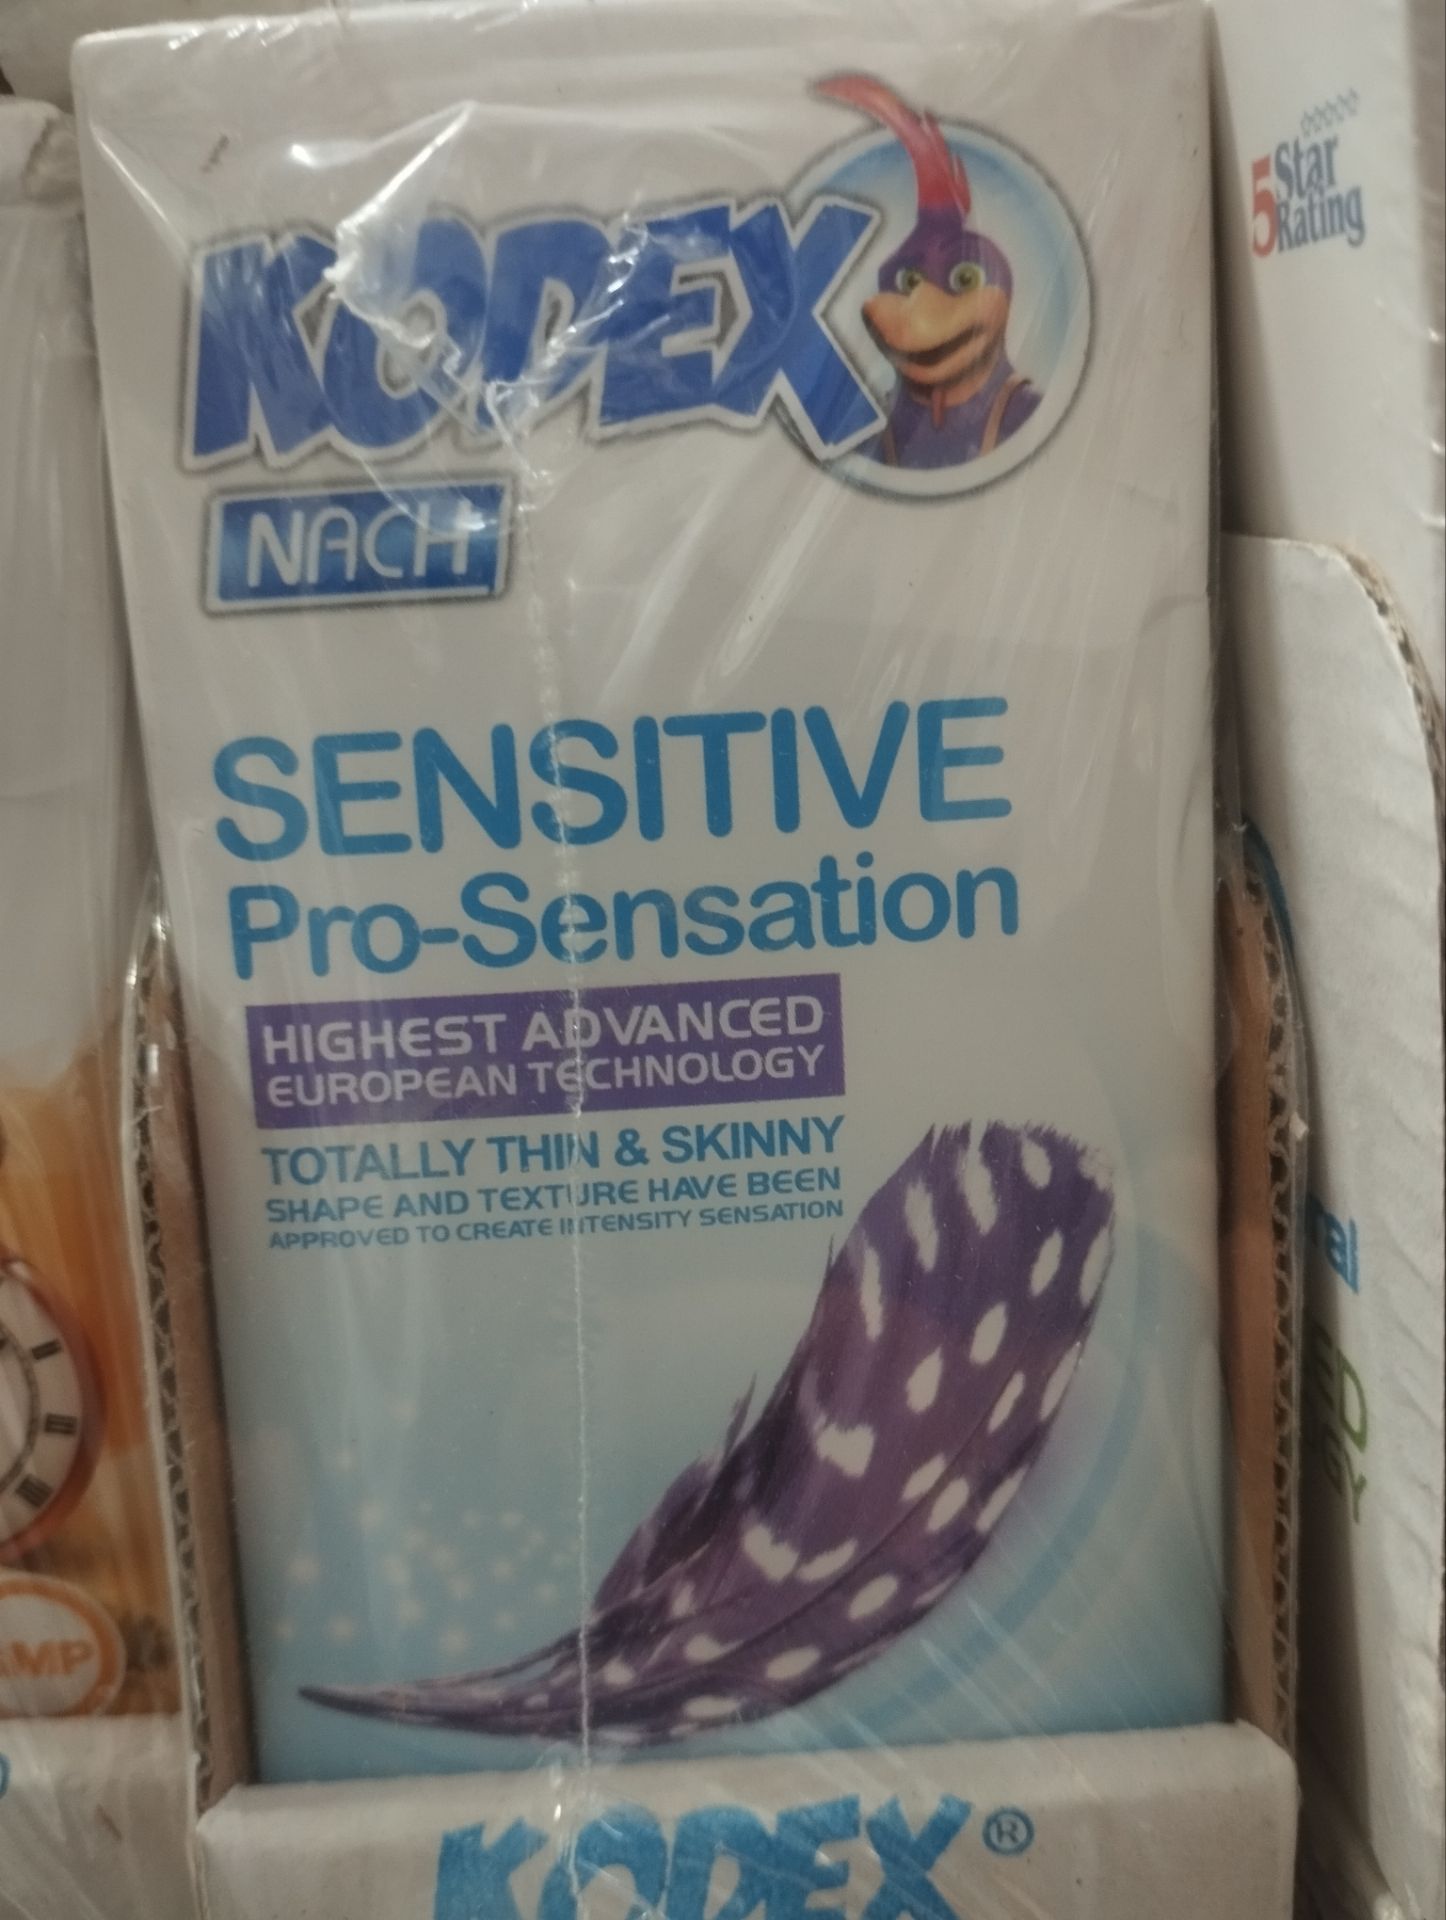 KODEX
NACH
5 Star
Rating
SENSITIVE
Pro-Sensation
HIGHEST ADVANCED
EUROPEAN TECHNOLOGY
TOTALLY THIN & SKINNY
SHAPE AND TEXTURE HAVE BEEN
APPROVED TO CREATE INTENSITY SENSATION
KODEX®